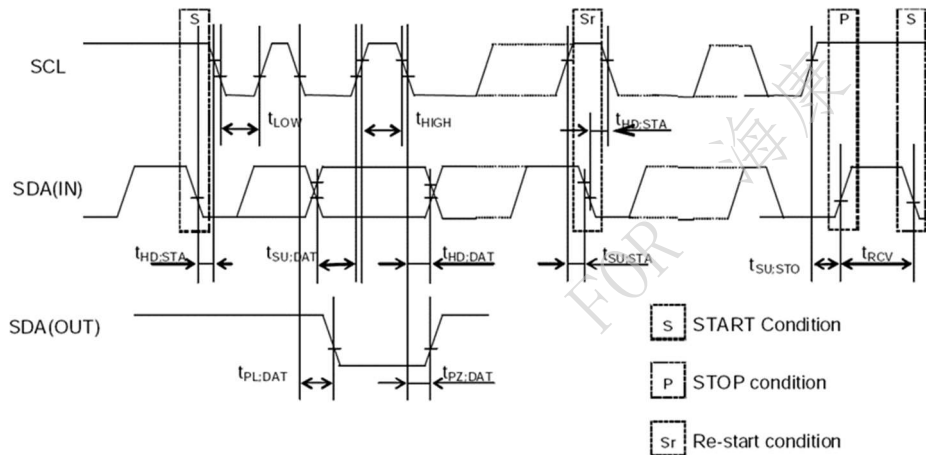 S
Sr
P
S
SCL
tLOW
tHIGH
tHD:STA
SDA(IN)
tHD:STA
tSU:DAT
tHD:DAT
tSU:STA
tSU:STO
tRCV
SDA(OUT)
tPL:DAT
tPZ:DAT
S START Condition
P STOP condition
Sr Re-start condition
FOR 海康